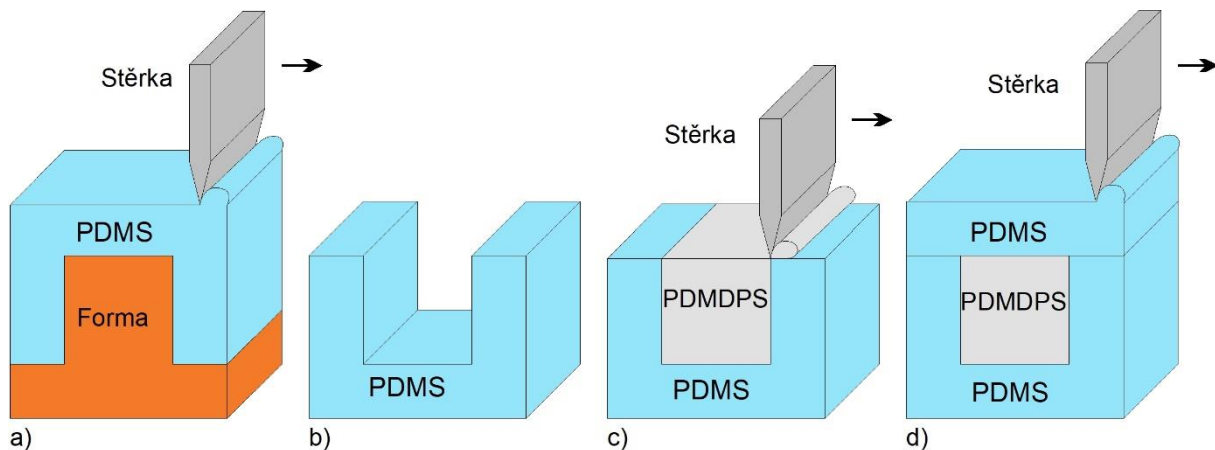 Stěrka
PDMS
Forma
a)
PDMS
b)
Stěrka
PDMDPS
PDMS
c)
Stěrka
PDMS
PDMDPS
PDMS
d)